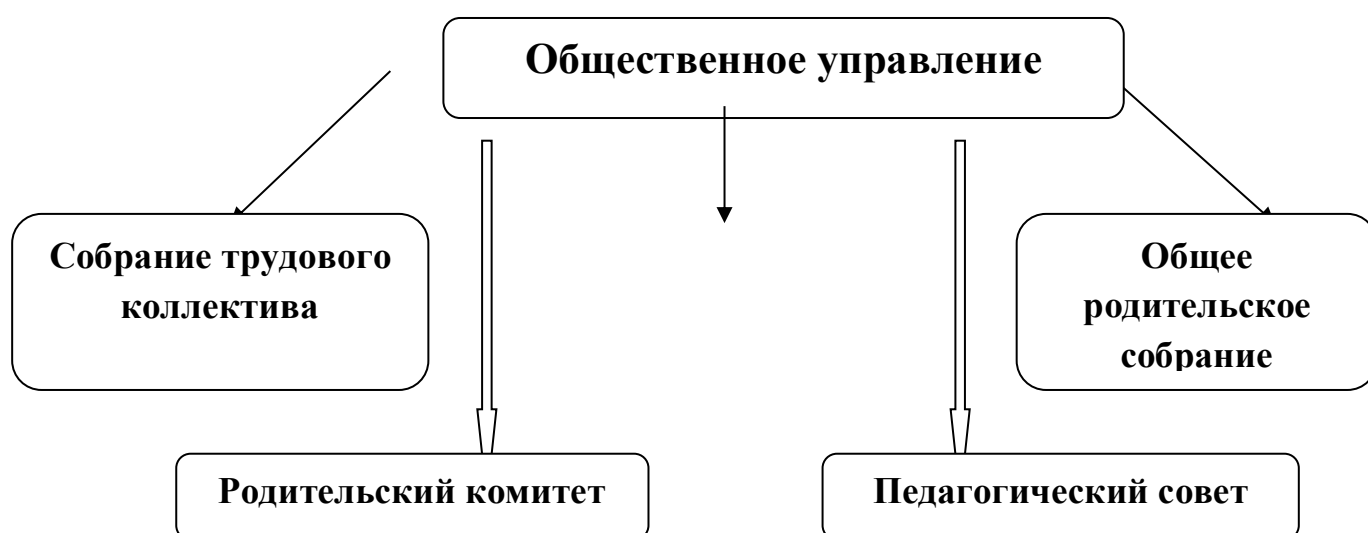 Общественное управление
Собрание трудового
коллектива
Общее
родительское
собрание
Родительский комитет
Педагогический совет